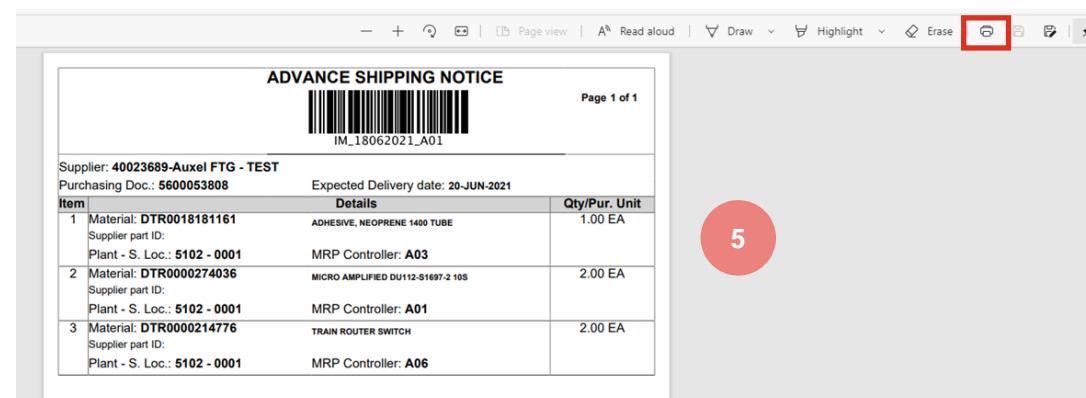 Page view
Read aloud
Draw
Highlight
Erase
ADVANCE SHIPPING NOTICE
Page 1 of 1
IM_18062021_A01
Supplier: 40023689-Auxel FTG - TEST
Purchasing Doc.: 5600053808 Expected Delivery date: 20-JUN-2021
Item Details Qty/Pur. Unit
1 Material: DTR0018181161 ADHESIVE, NEOPRENE 1400 TUBE 1.00 EA
Supplier part ID:
Plant - S. Loc.: 5102 - 0001 MRP Controller: A03
2 Material: DTR0000274036 MICRO AMPLIFIED DU112-S1697-2 10S 2.00 EA
Supplier part ID:
Plant - S. Loc.: 5102 - 0001 MRP Controller: A01
3 Material: DTR0000214776 TRAIN ROUTER SWITCH 2.00 EA
Supplier part ID:
Plant - S. Loc.: 5102 - 0001 MRP Controller: A06
5